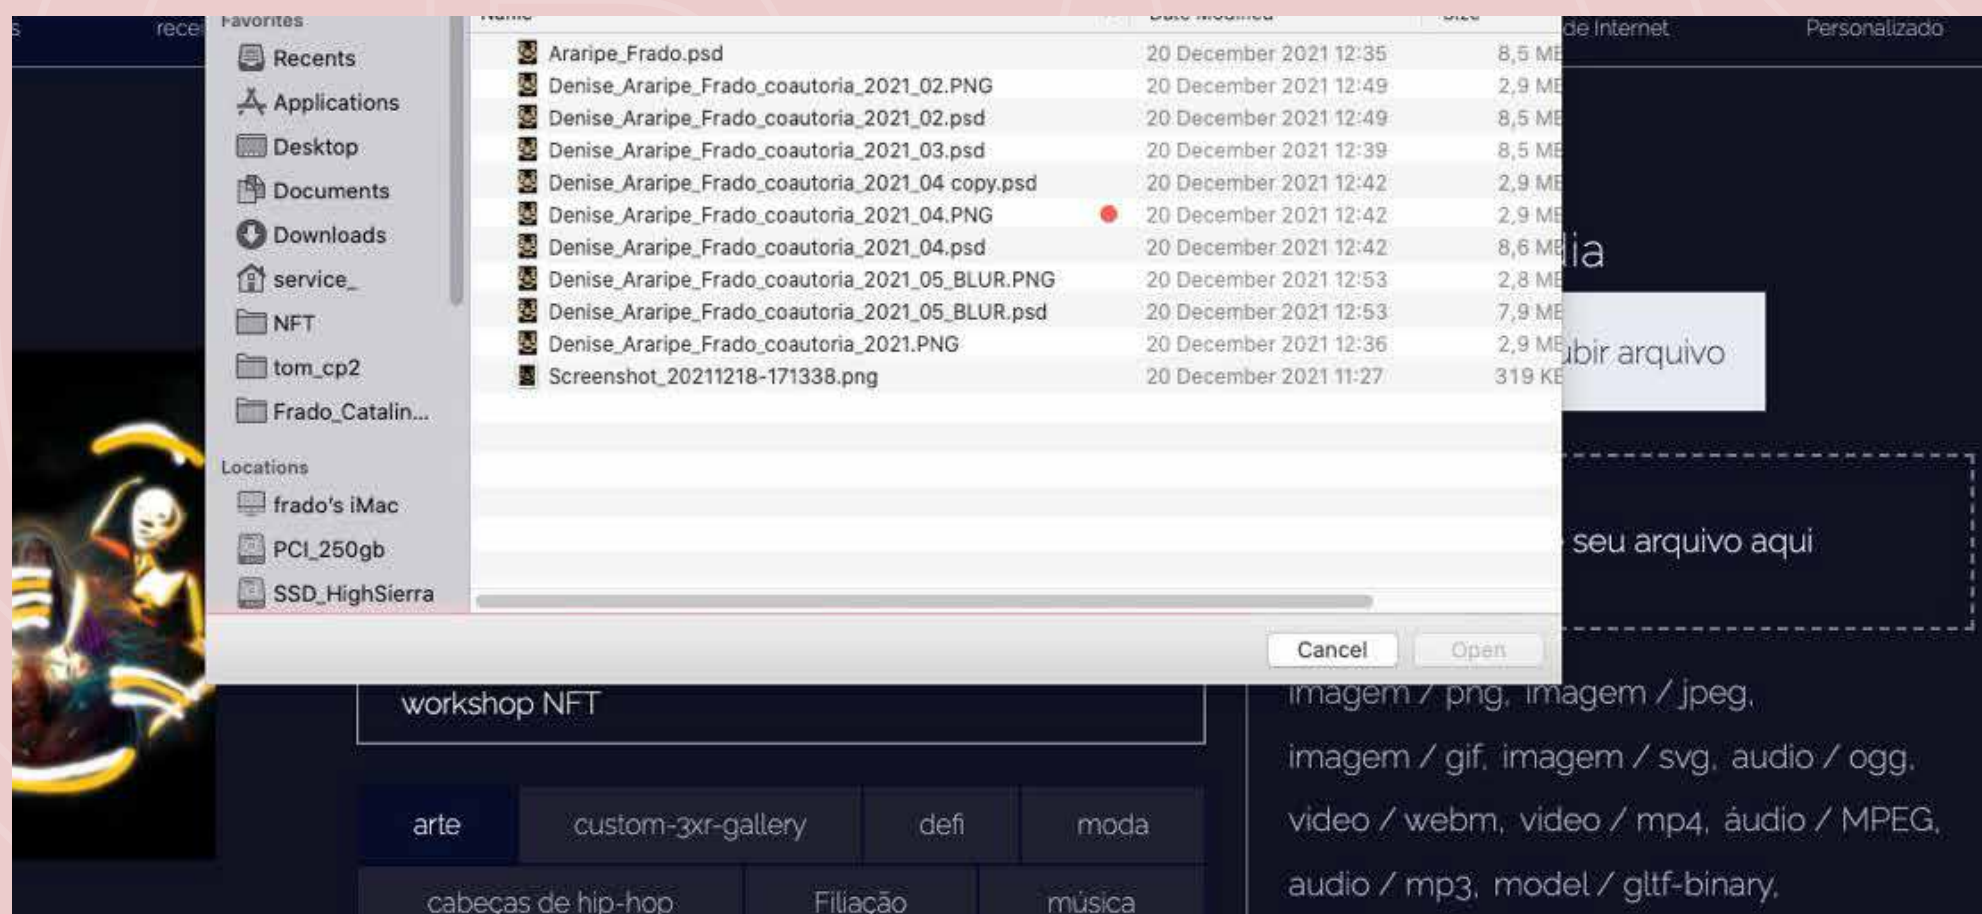 rece
de Internet
Personalizado
Favorites
Recents
Applications
Desktop
Documents
Downloads
service_
NFT
tom_cp2
Frado_Catalin...
Locations
frado's iMac
PCI_250gb
SSD_HighSierra
Name Date Modified Size
Araripe_Frado.psd 20 December 2021 12:35 8,5 MB
Denise_Araripe_Frado_coautoria_2021_02.PNG 20 December 2021 12:49 2,9 MB
Denise_Araripe_Frado_coautoria_2021_02.psd 20 December 2021 12:49 8,5 MB
Denise_Araripe_Frado_coautoria_2021_03.psd 20 December 2021 12:39 8,5 MB
Denise_Araripe_Frado_coautoria_2021_04 copy.psd 20 December 2021 12:42 2,9 MB
Denise_Araripe_Frado_coautoria_2021_04.PNG 20 December 2021 12:42 2,9 MB
Denise_Araripe_Frado_coautoria_2021_04.psd 20 December 2021 12:42 8,6 MB
Denise_Araripe_Frado_coautoria_2021_05_BLUR.PNG 20 December 2021 12:53 2,8 MB
Denise_Araripe_Frado_coautoria_2021_05_BLUR.psd 20 December 2021 12:53 7,9 MB
Denise_Araripe_Frado_coautoria_2021.PNG 20 December 2021 12:36 2,9 MB
Screenshot_20211218-171338.png 20 December 2021 11:27 319 KB
Cancel Open
dia
ubir arquivo
seu arquivo aqui
workshop NFT
arte custom-3xr-gallery defi moda
cabeças de hip-hop Filiação música
imagem / png, imagem / jpeg,
imagem / gif, imagem / svg, audio / ogg,
video / webm, video / mp4, áudio / MPEG,
audio / mp3, model / gltf-binary,